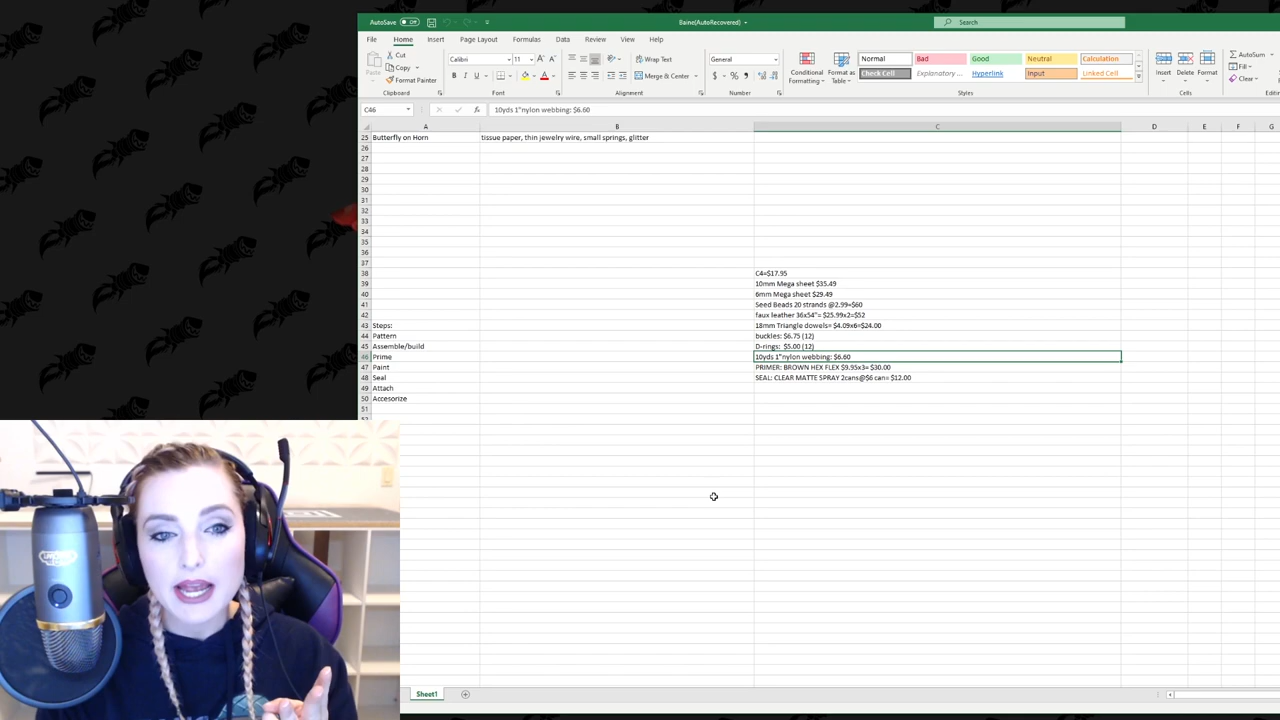 AutoSave Off
Baine(AutoRecovered)
Search
File Home Insert Page Layout Formulas Data Review View Help
Paste
Cut
Copy
Format Painter
Clipboard
Calibri 11
B I U
Font
Wrap Text
Merge & Center
Alignment
General
$ % ,
Number
Conditional Formatting
Format as Table
Normal Bad Good Neutral Calculation
Check Cell Explanatory ... Hyperlink Input Linked Cell
Styles
Insert Delete Format
Cells
AutoSum
Fill
Clear
C46 fx 10yds 1"nylon webbing: $6.60
A B C D E F G
25 Butterfly on Horn tissue paper, thin jewelry wire, small springs, glitter
26
27
28
29
30
31
32
33
34
35
36
37
38 C4=$17.95
39 10mm Mega sheet $35.49
40 6mm Mega sheet $29.49
41 Seed Beads 20 strands @2.99=$60
42 faux leather 36x54"= $25.99x2=$52
43 Steps: 18mm Triangle dowels= $4.09x6=$24.00
44 Pattern buckles: $6.75 (12)
45 Assemble/build D-rings: $5.00 (12)
46 Prime 10yds 1"nylon webbing: $6.60
47 Paint PRIMER: BROWN HEX FLEX $9.95x3= $30.00
48 Seal SEAL: CLEAR MATTE SPRAY 2cans@$6 can= $12.00
49 Attach
50 Accesorize
51
Sheet1